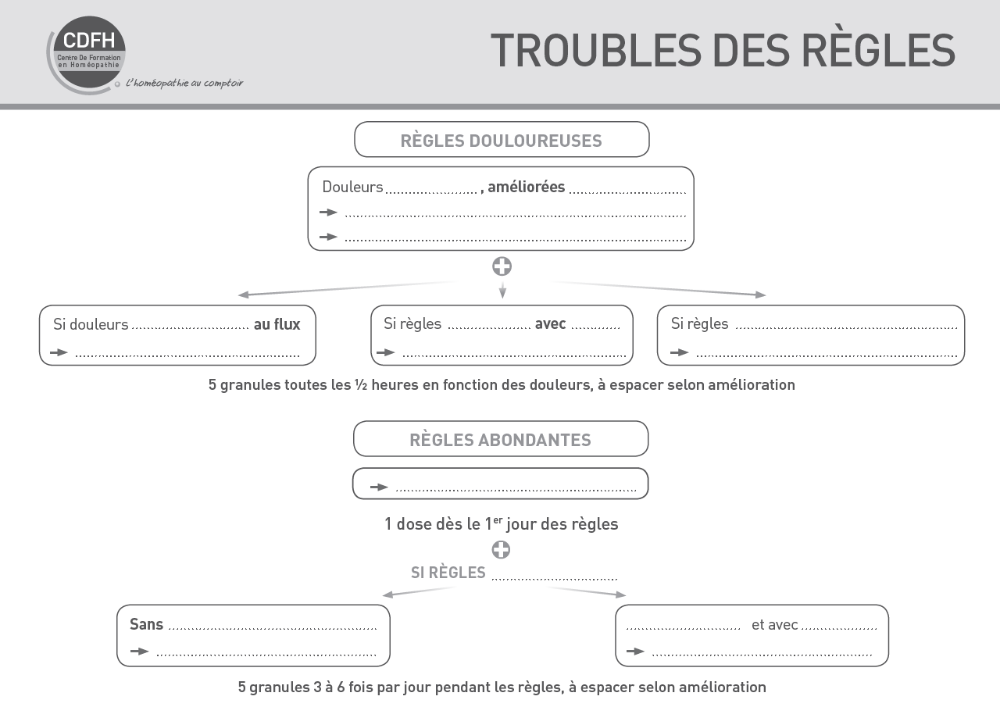 CDFH
Centre De Formation
en Homéopathie
L'homéopathie au comptoir
TROUBLES DES RÈGLES
RÈGLES DOULOUREUSES
Douleurs ...................... , améliorées ............................
................................................................................
................................................................................
Si douleurs ............................ au flux
......................................................
Si règles .................... avec ............
......................................................
Si règles ......................................................
..............................................................
5 granules toutes les ½ heures en fonction des douleurs, à espacer selon amélioration
RÈGLES ABONDANTES
..........................................................
1 dose dès le 1er jour des règles
SI RÈGLES ..............................
Sans ..................................................
......................................................
............................ et avec ..................
......................................................
5 granules 3 à 6 fois par jour pendant les règles, à espacer selon amélioration